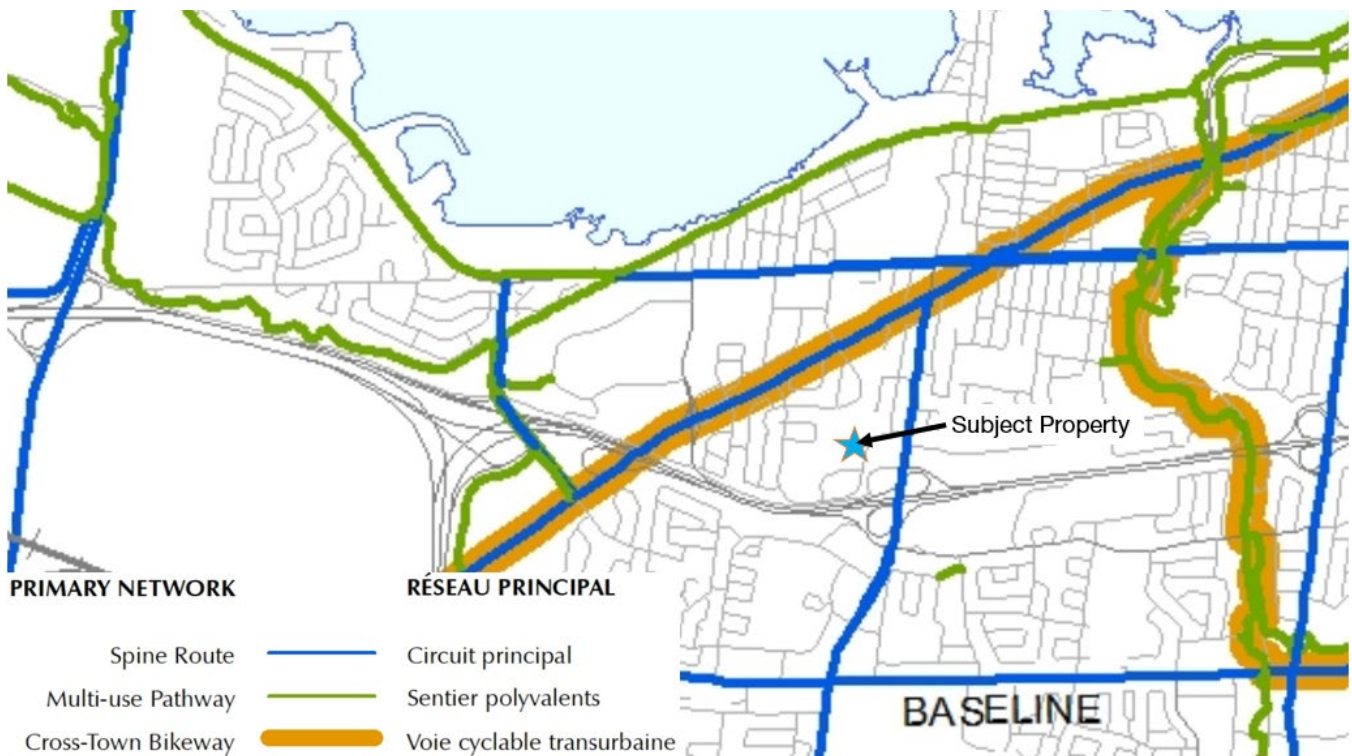 Subject Property
BASELINE
PRIMARY NETWORK RÉSEAU PRINCIPAL
Spine Route Circuit principal
Multi-use Pathway Sentier polyvalents
Cross-Town Bikeway Voie cyclable transurbaine